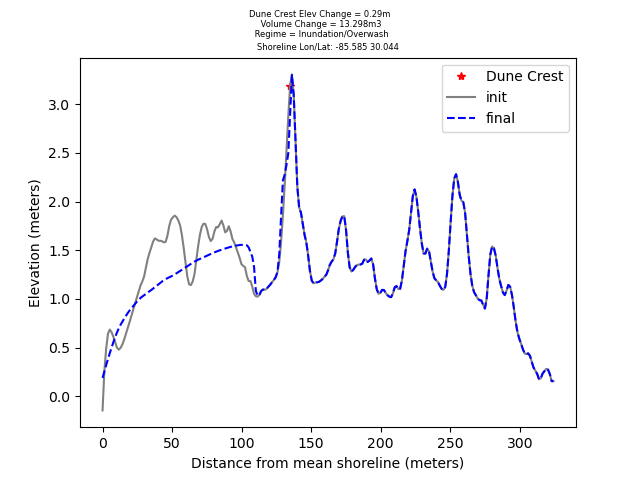 Dune Crest Elev Change = 0.29m
Volume Change = 13.298m3
Regime = Inundation/Overwash
Shoreline Lon/Lat: -85.585 30.044
Dune Crest
init
final
3.0
2.5
2.0
1.5
1.0
0.5
0.0
Elevation (meters)
0 50 100 150 200 250 300
Distance from mean shoreline (meters)